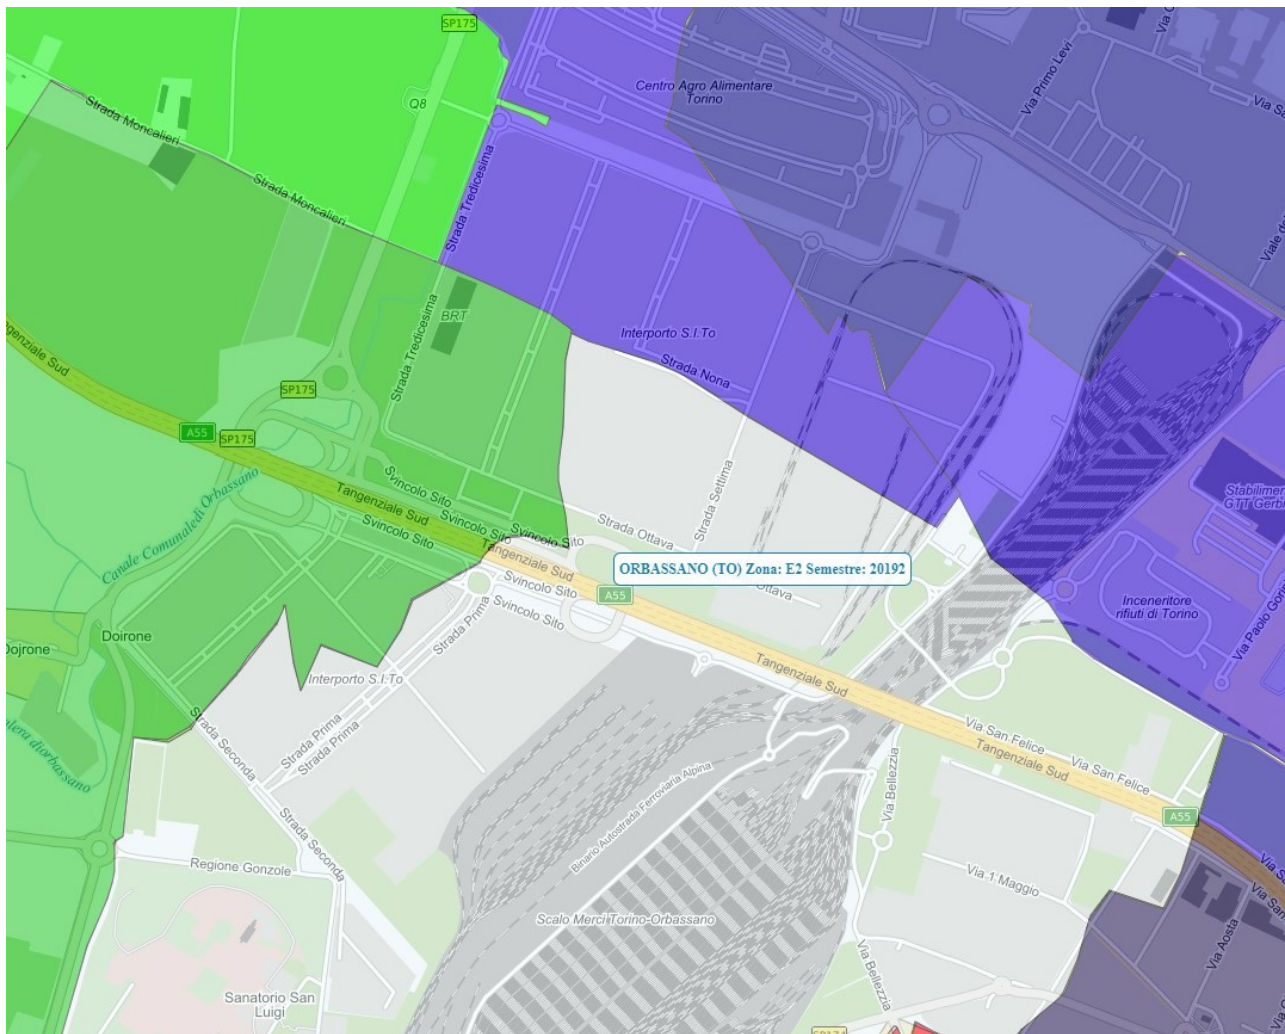 SP175
Via Primo Levi
Centro Agro Alimentare
Torino
Q8
Strada Moncalieri
Strada Moncalieri
Strada Tredicesima
Strada Tredicesima
BRT
Interporto S.I.To
Strada Nona
SP175
A55
SP175
Tangenziale Sud
Svincolo Sito
Svincolo Sito
Svincolo Sito
Svincolo Sito
Strada Settima
Strada Ottava
Canale Comunaledi Orbassano
Tangenziale Sud
Svincolo Sito
Svincolo Sito
ORBASSANO (TO) Zona: E2 Semestre: 20192
A55
Ottava
Inceneritore
rifiuti di Torino
Doirone
Dojrone
Strada Prima
Interporto S.I.To
Strada Prima
Strada Prima
Strada Seconda
Strada Seconda
Tangenziale Sud
Via San Felice
Via San Felice
Tangenziale Sud
Via Bellezzia
A55
Binario Autostrada Ferroviaria Alpina
Regione Gonzole
Via 1 Maggio
Scalo Merci Torino-Orbassano
Via Bellezzia
Via Aosta
Sanatorio San
Luigi